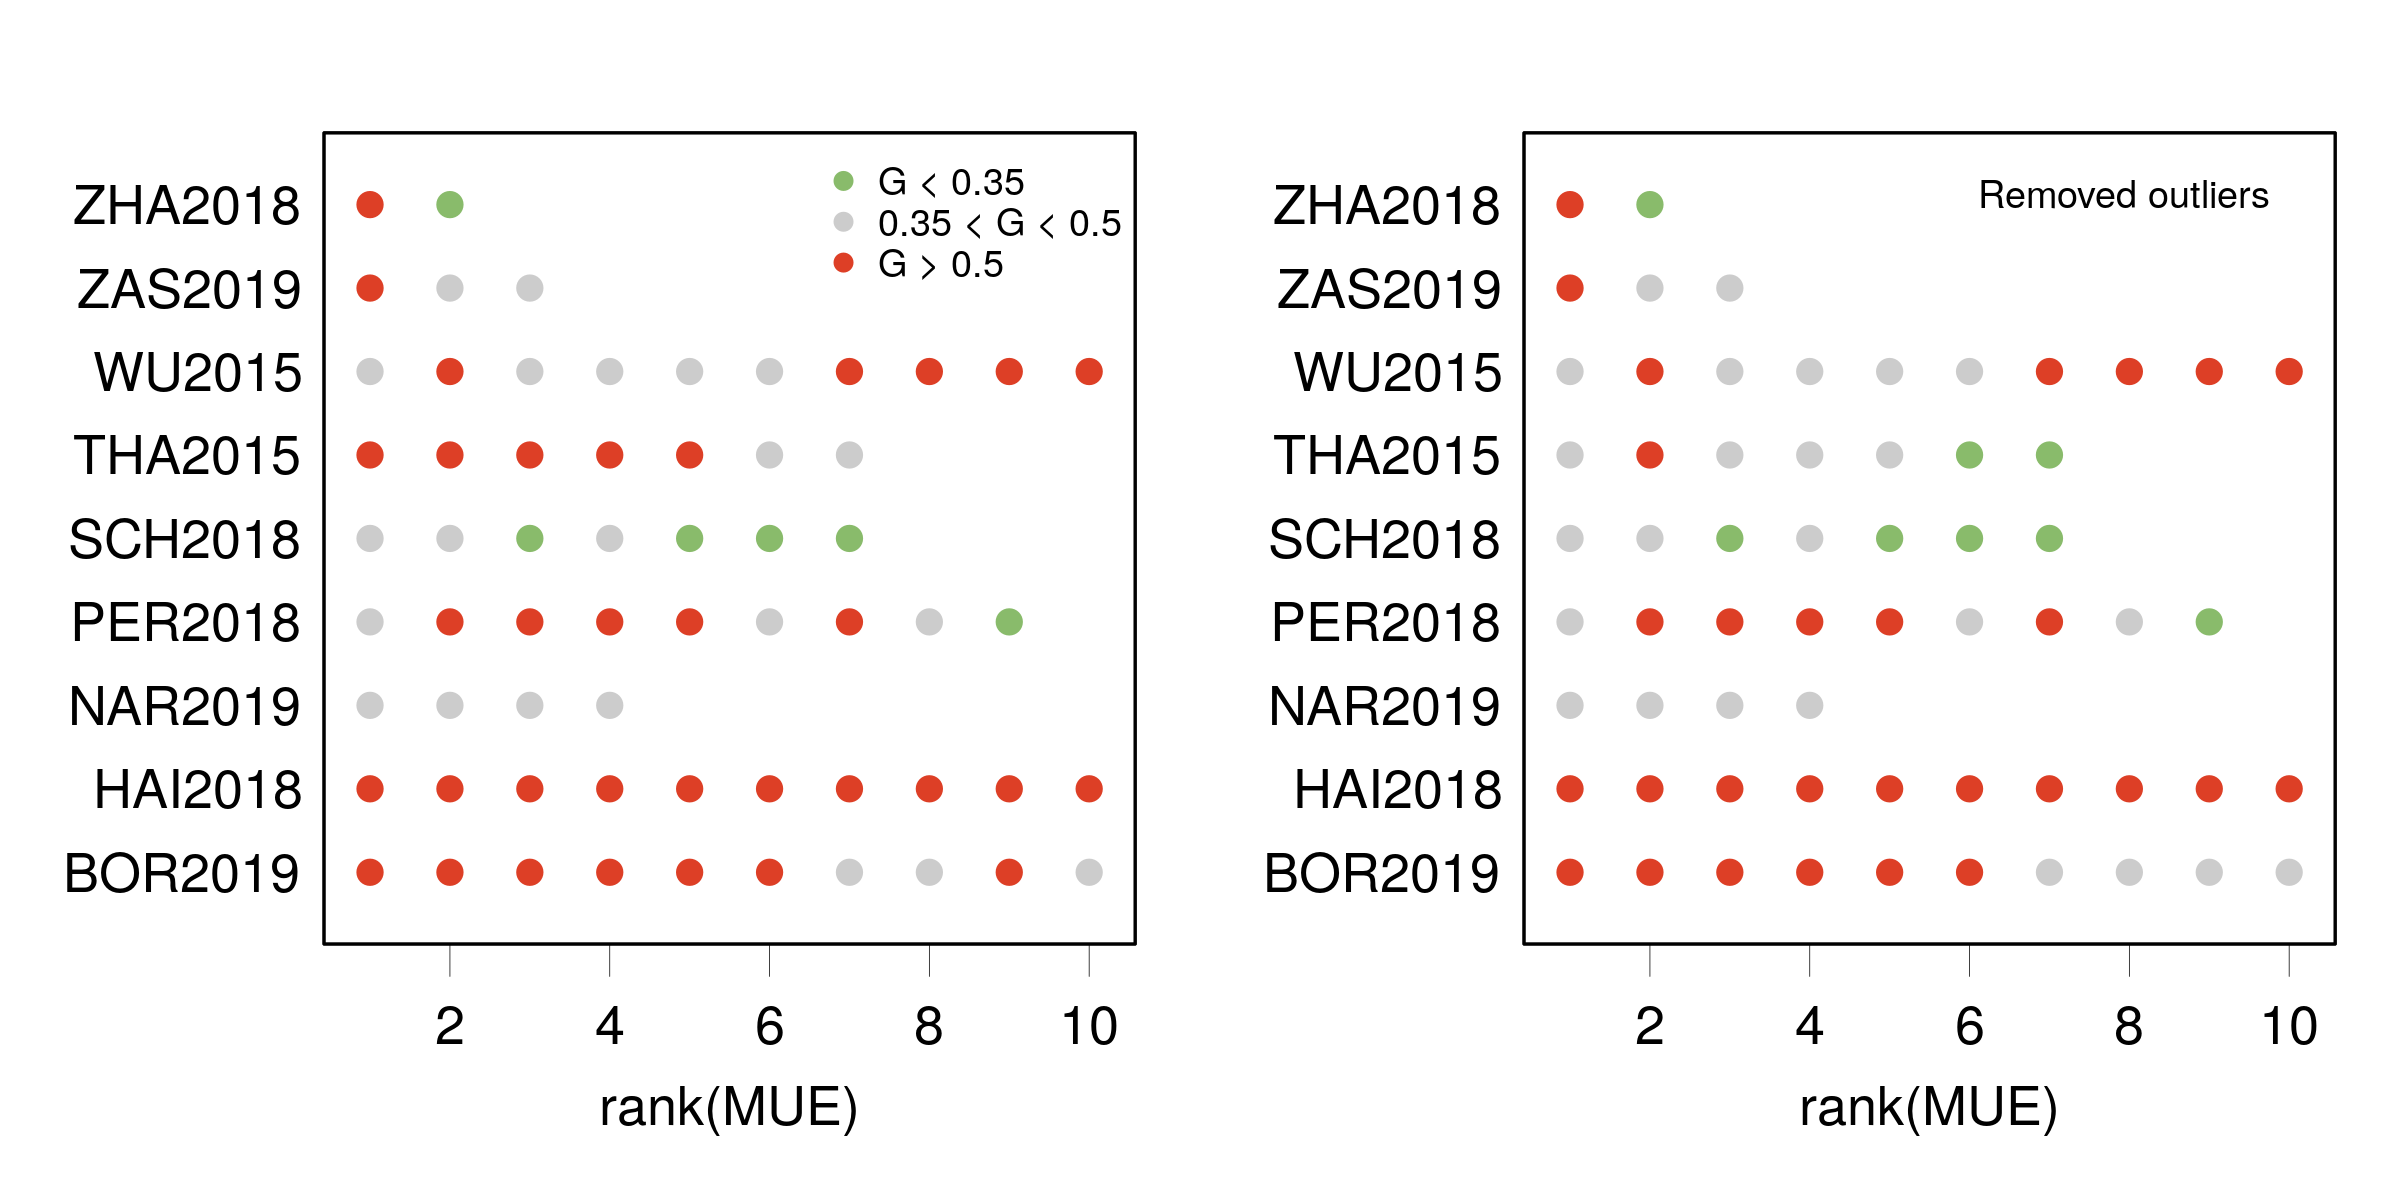 G < 0.35
0.35 < G < 0.5
G > 0.5
ZHA2018
ZAS2019
WU2015
THA2015
SCH2018
PER2018
NAR2019
HAI2018
BOR2019
2 4 6 8 10
rank(MUE)
Removed outliers
ZHA2018
ZAS2019
WU2015
THA2015
SCH2018
PER2018
NAR2019
HAI2018
BOR2019
2 4 6 8 10
rank(MUE)